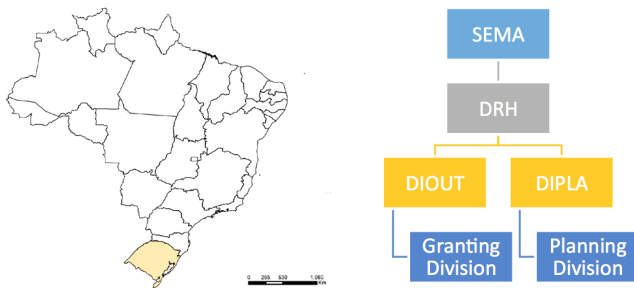 SEMA
DRH
DIOUT
DIPLA
Granting
Division
Planning
Division
0 265 530 1,060
Km